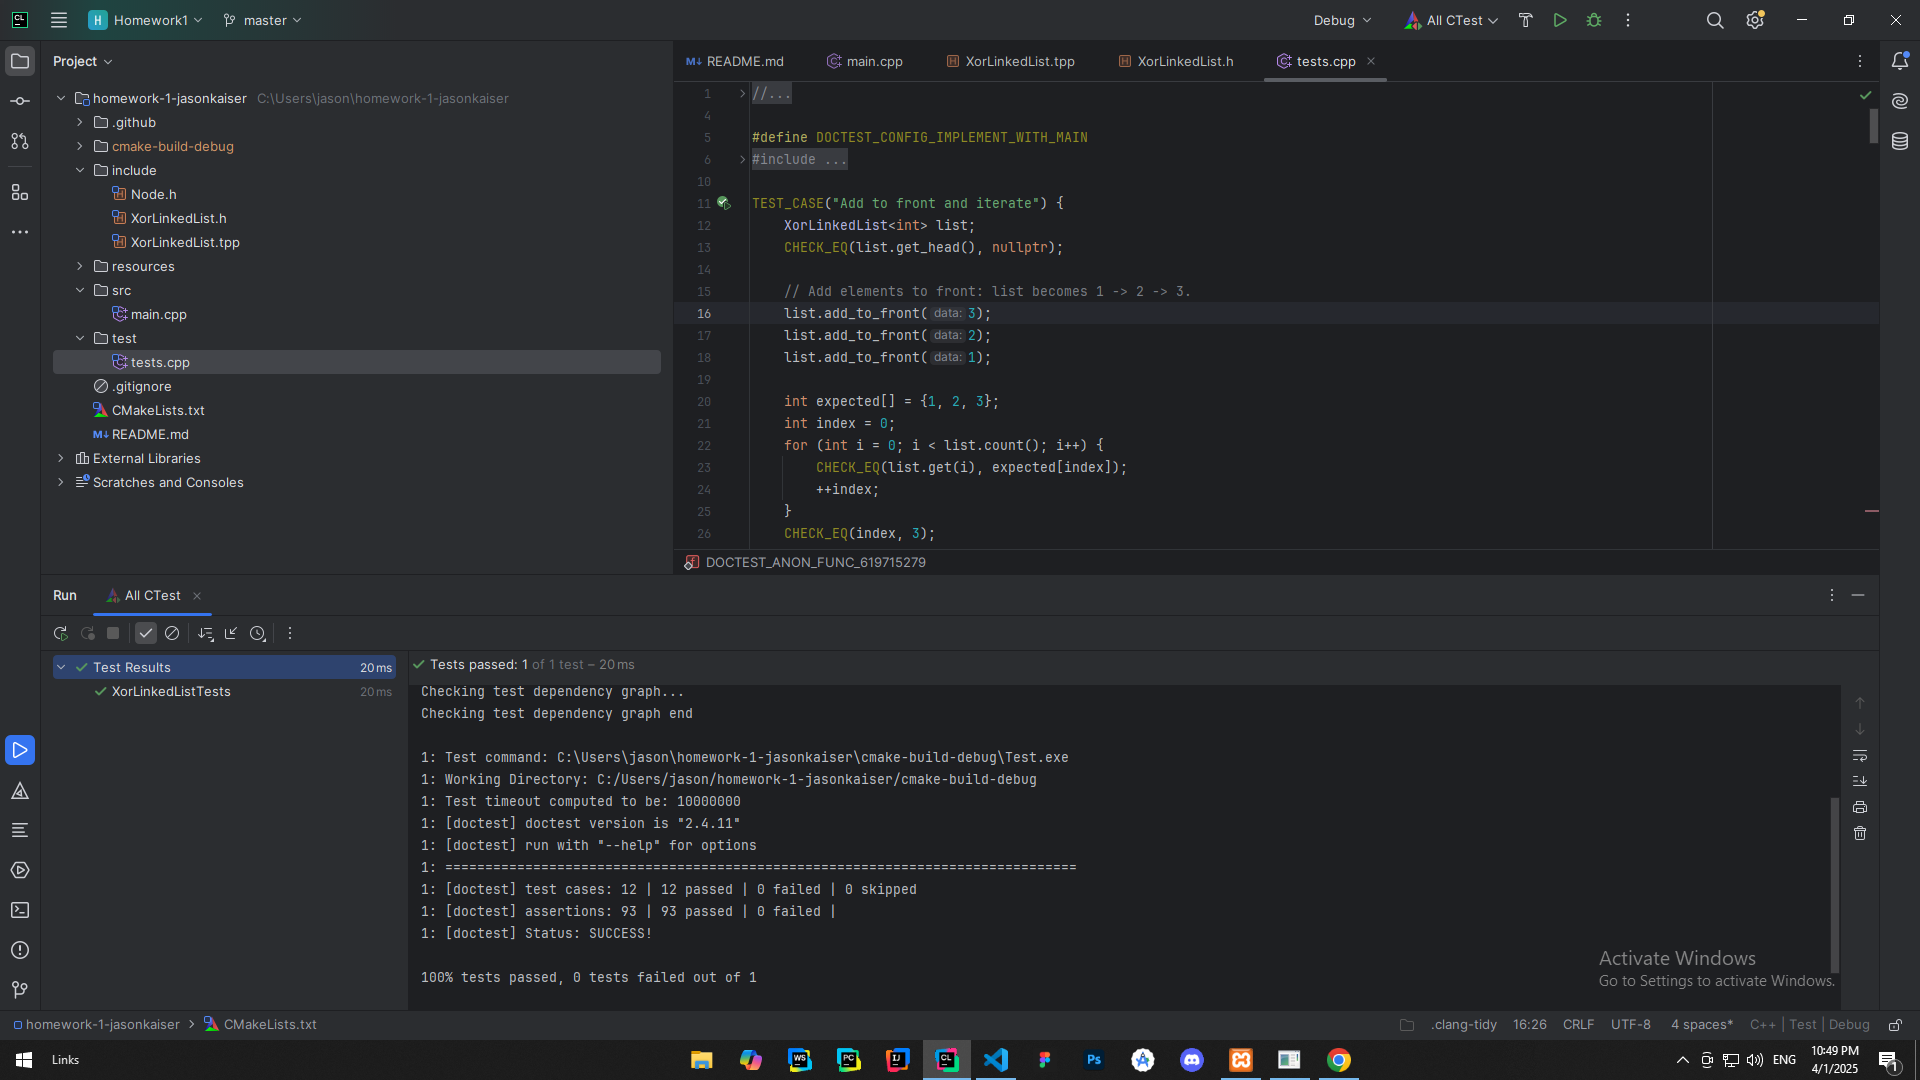 CL
H Homework1
master
Debug
All CTest
Project
homework-1-jasonkaiser C:\Users\jason\homework-1-jasonkaiser
.github
cmake-build-debug
include
Node.h
XorLinkedList.h
XorLinkedList.tpp
resources
src
main.cpp
test
tests.cpp
.gitignore
CMakeLists.txt
M↓ README.md
External Libraries
Scratches and Consoles
M↓ README.md
main.cpp
XorLinkedList.tpp
XorLinkedList.h
tests.cpp
1 //...
4
5 #define DOCTEST_CONFIG_IMPLEMENT_WITH_MAIN
6 #include ...
10
11 TEST_CASE("Add to front and iterate") {
12 XorLinkedList<int> list;
13 CHECK_EQ(list.get_head(), nullptr);
14
15 // Add elements to front: list becomes 1 -> 2 -> 3.
16 list.add_to_front( data: 3);
17 list.add_to_front( data: 2);
18 list.add_to_front( data: 1);
19
20 int expected[] = {1, 2, 3};
21 int index = 0;
22 for (int i = 0; i < list.count(); i++) {
23 CHECK_EQ(list.get(i), expected[index]);
24 ++index;
25 }
26 CHECK_EQ(index, 3);
DOCTEST_ANON_FUNC_619715279
Run
All CTest
Test Results 20 ms
XorLinkedListTests 20 ms
Tests passed: 1 of 1 test – 20 ms
Checking test dependency graph...
Checking test dependency graph end
1: Test command: C:\Users\jason\homework-1-jasonkaiser\cmake-build-debug\Test.exe
1: Working Directory: C:/Users/jason/homework-1-jasonkaiser/cmake-build-debug
1: Test timeout computed to be: 10000000
1: [doctest] doctest version is "2.4.11"
1: [doctest] run with "--help" for options
1: ===============================================================================
1: [doctest] test cases: 12 | 12 passed | 0 failed | 0 skipped
1: [doctest] assertions: 93 | 93 passed | 0 failed |
1: [doctest] Status: SUCCESS!
100% tests passed, 0 tests failed out of 1
Activate Windows
Go to Settings to activate Windows.
homework-1-jasonkaiser > CMakeLists.txt
.clang-tidy
16:26
CRLF
UTF-8
4 spaces*
C++ | Test | Debug
Links
WS
PC
IJ
CL
Ps
ENG
10:49 PM
4/1/2025
1